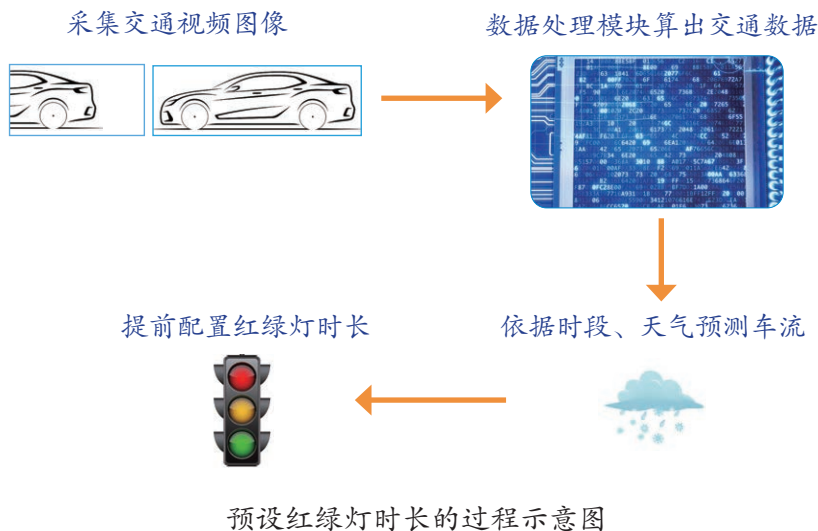 采集交通视频图像
数据处理模块算出交通数据
提前配置红绿灯时长
依据时段、天气预测车流
预设红绿灯时长的过程示意图